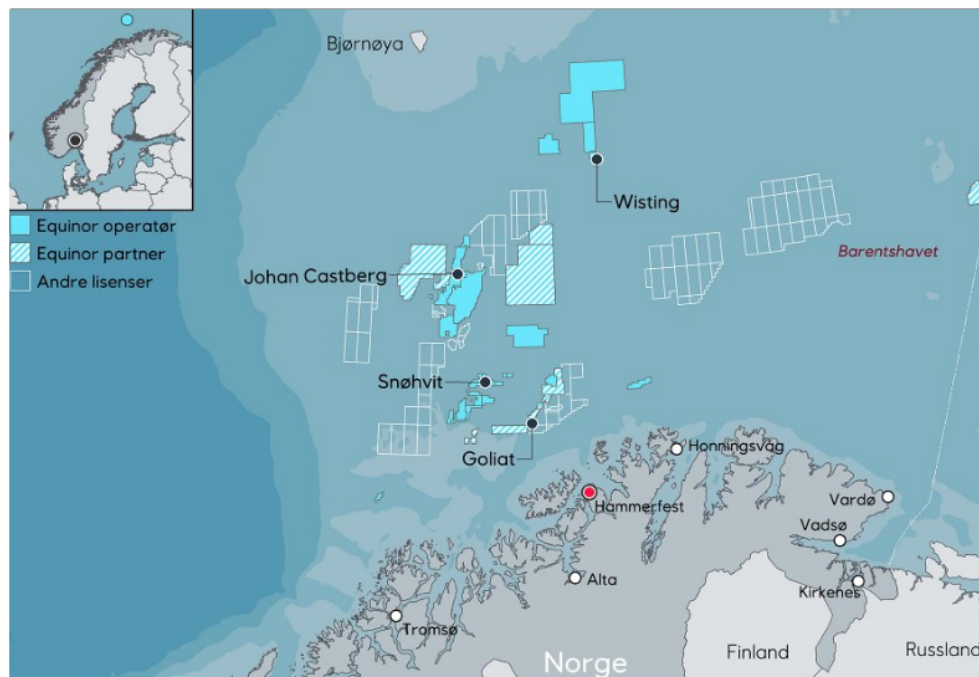 Bjørnøya
Wisting
Equinor operatør
Equinor partner
Andre lisenser
Barentshavet
Johan Castberg
Snøhvit
Goliat
Honningsvåg
Hammerfest
Vardø
Vadsø
Alta
Kirkenes
Tromsø
Norge
Finland
Russland